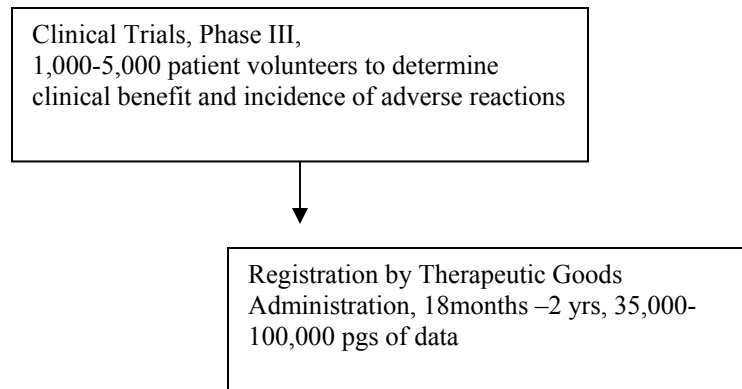 Clinical Trials, Phase III,
1,000-5,000 patient volunteers to determine
clinical benefit and incidence of adverse reactions
Registration by Therapeutic Goods
Administration, 18months –2 yrs, 35,000-
100,000 pgs of data